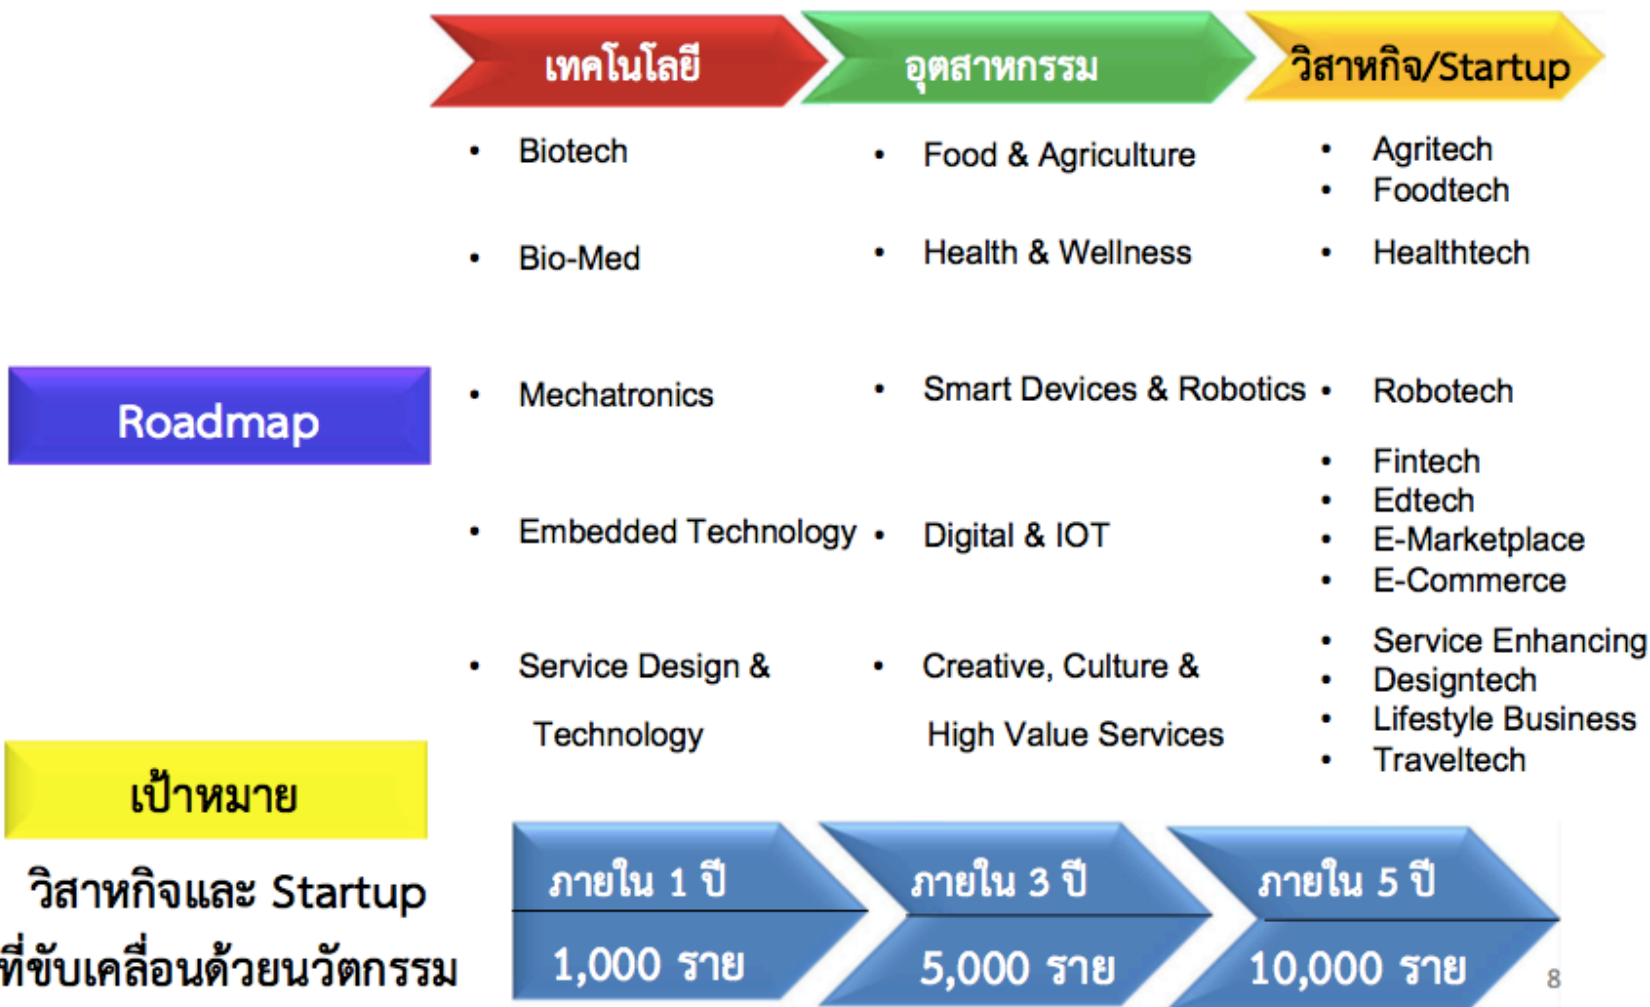 เทคโนโลยี
อุตสาหกรรม
วิสาหกิจ/Startup
• Biotech
• Food & Agriculture
• Agritech
• Foodtech
• Bio-Med
• Health & Wellness
• Healthtech
Roadmap
• Mechatronics
• Smart Devices & Robotics
• Robotech
• Embedded Technology
• Digital & IOT
• Fintech
• Edtech
• E-Marketplace
• E-Commerce
• Service Design &
Technology
• Creative, Culture &
High Value Services
• Service Enhancing
• Designtech
• Lifestyle Business
• Traveltech
เป้าหมาย
วิสาหกิจและ Startup
ที่ขับเคลื่อนด้วยนวัตกรรม
ภายใน 1 ปี
1,000 ราย
ภายใน 3 ปี
5,000 ราย
ภายใน 5 ปี
10,000 ราย
8